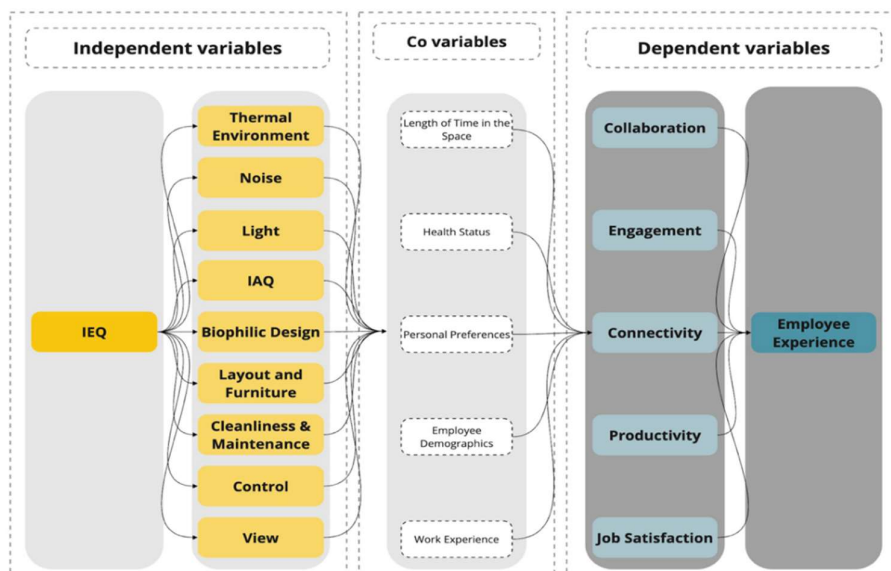 Independent variables
Co variables
Dependent variables
IEQ
Thermal
Environment
Noise
Light
IAQ
Biophilic Design
Layout and
Furniture
Cleanliness &
Maintenance
Control
View
Length of Time in the
Space
Health Status
Personal Preferences
Employee
Demographics
Work Experience
Collaboration
Engagement
Connectivity
Productivity
Job Satisfaction
Employee
Experience